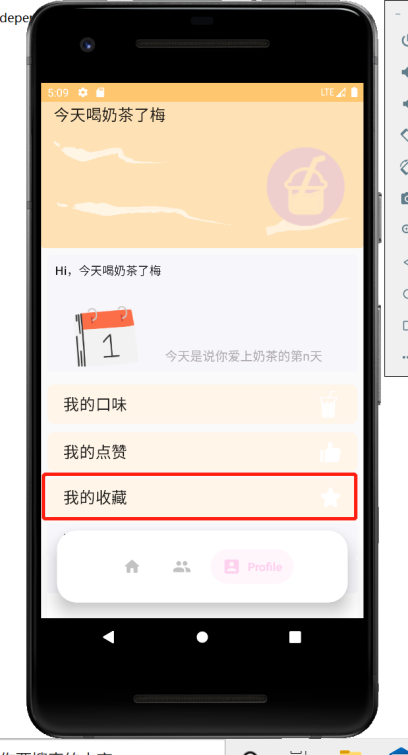 depen
5:09
LTE
今天喝奶茶了梅
Hi，今天喝奶茶了梅
1
今天是说你爱上奶茶的第n天
我的口味
我的点赞
我的收藏
Profile